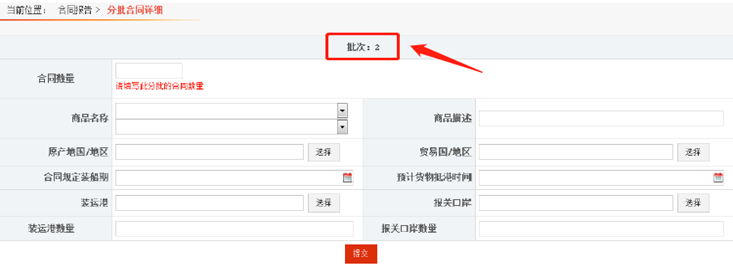 当前位置： 合同报告 > 分批合同详细
批次：2
合同数量
请填写此分批的合同数量
商品名称 商品描述
原产地国/地区 选择 贸易国/地区 选择
合同规定装船期 预计货物抵港时间
装运港 选择 报关口岸 选择
装运港数量 报关口岸数量
提交